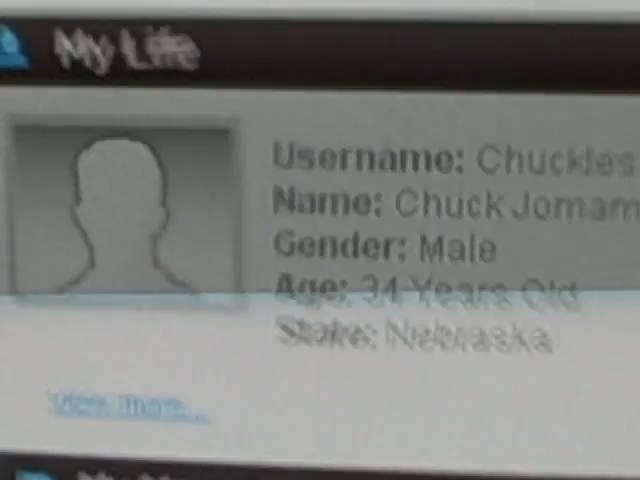 My Life
Username: Chuckles
Name: Chuck Jomam
Gender: Male
Age: 34 Years Old
State: Nebraska
View more...